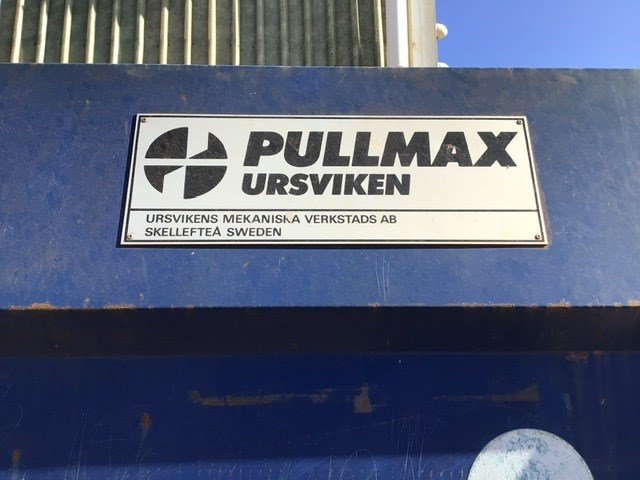 PULLMAX
URSVIKEN
URSVIKENS MEKANISKA VERKSTADS AB
SKELLEFTEÅ SWEDEN